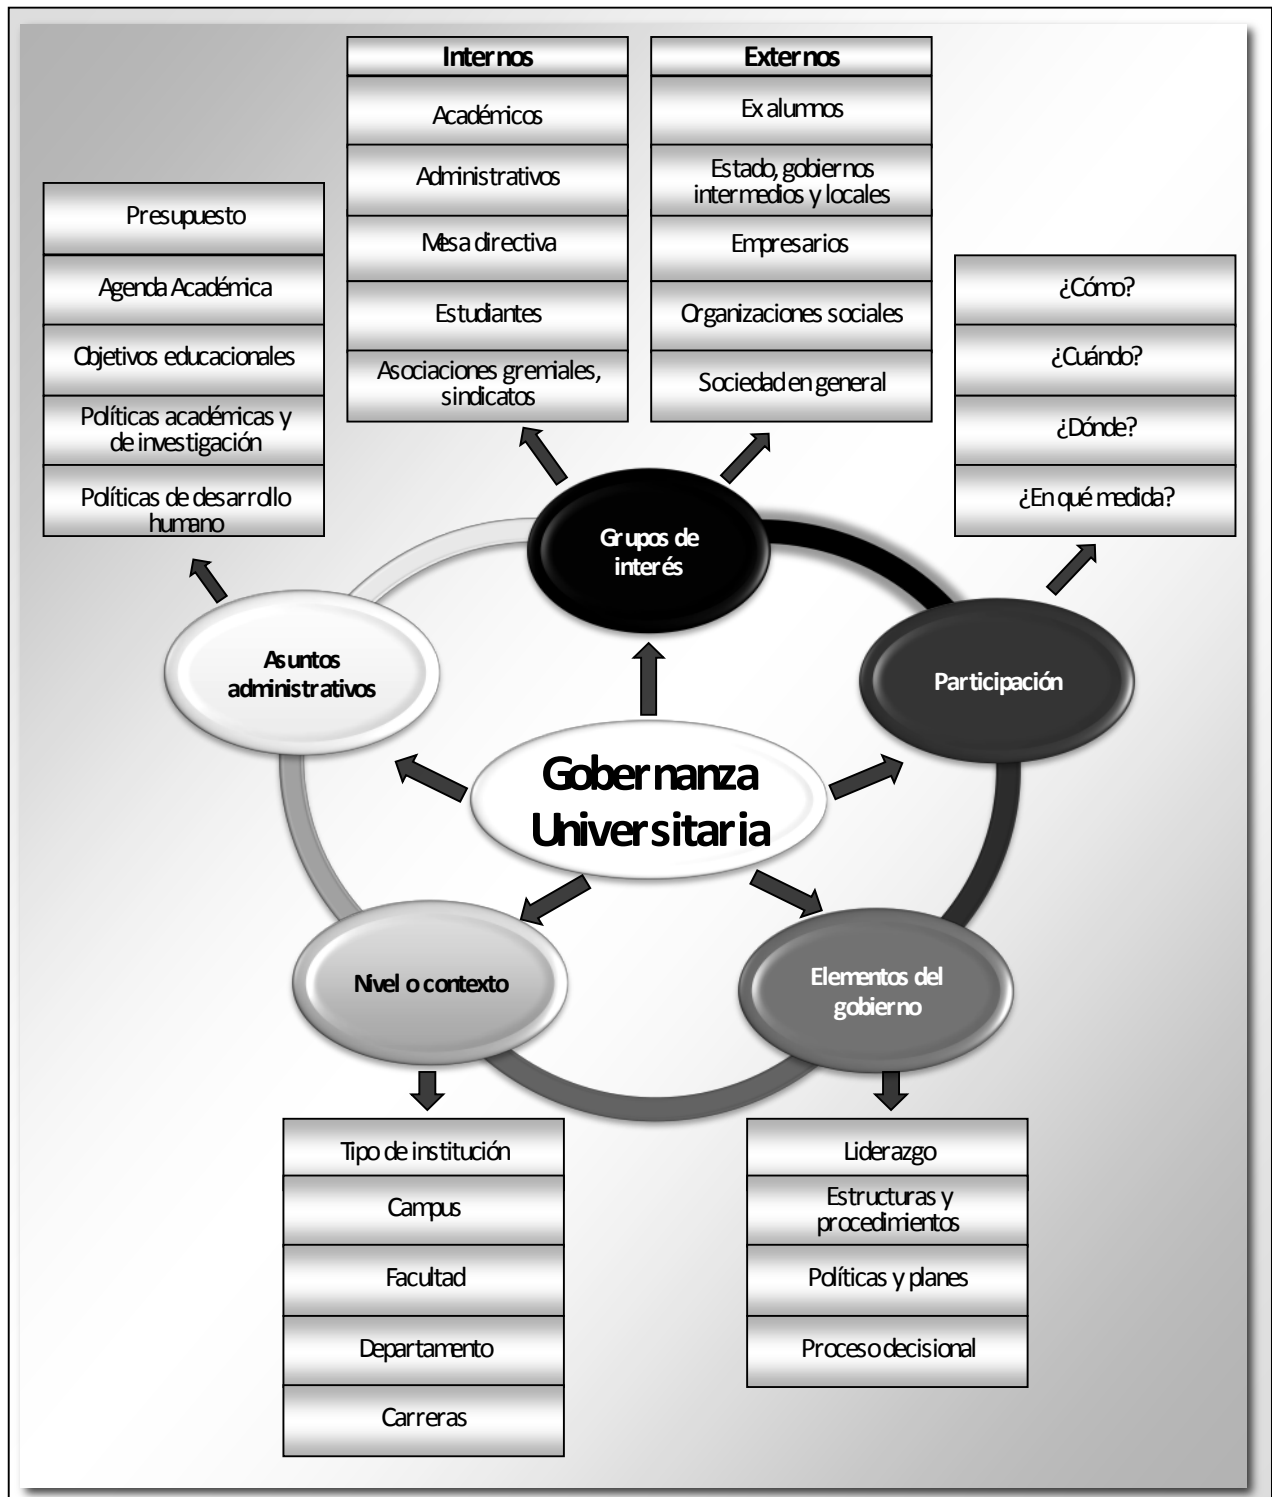 Internos
Académicos
Administrativos
Mesa directiva
Estudiantes
Asociaciones gremiales,
sindicatos
Externos
Ex alumnos
Estado, gobiernos
intermedios y locales
Empresarios
Organizaciones sociales
Sociedad en general
Presupuesto
Agenda Académica
Objetivos educacionales
Políticas académicas y
de investigación
Políticas de desarrollo
humano
¿Cómo?
¿Cuándo?
¿Dónde?
¿En qué medida?
Grupos de
interés
Asuntos
administrativos
Participación
Gobernanza
Universitaria
Nivel o contexto
Elementos del
gobierno
Tipo de institución
Campus
Facultad
Departamento
Carreras
Liderazgo
Estructuras y
procedimientos
Políticas y planes
Proceso decisional